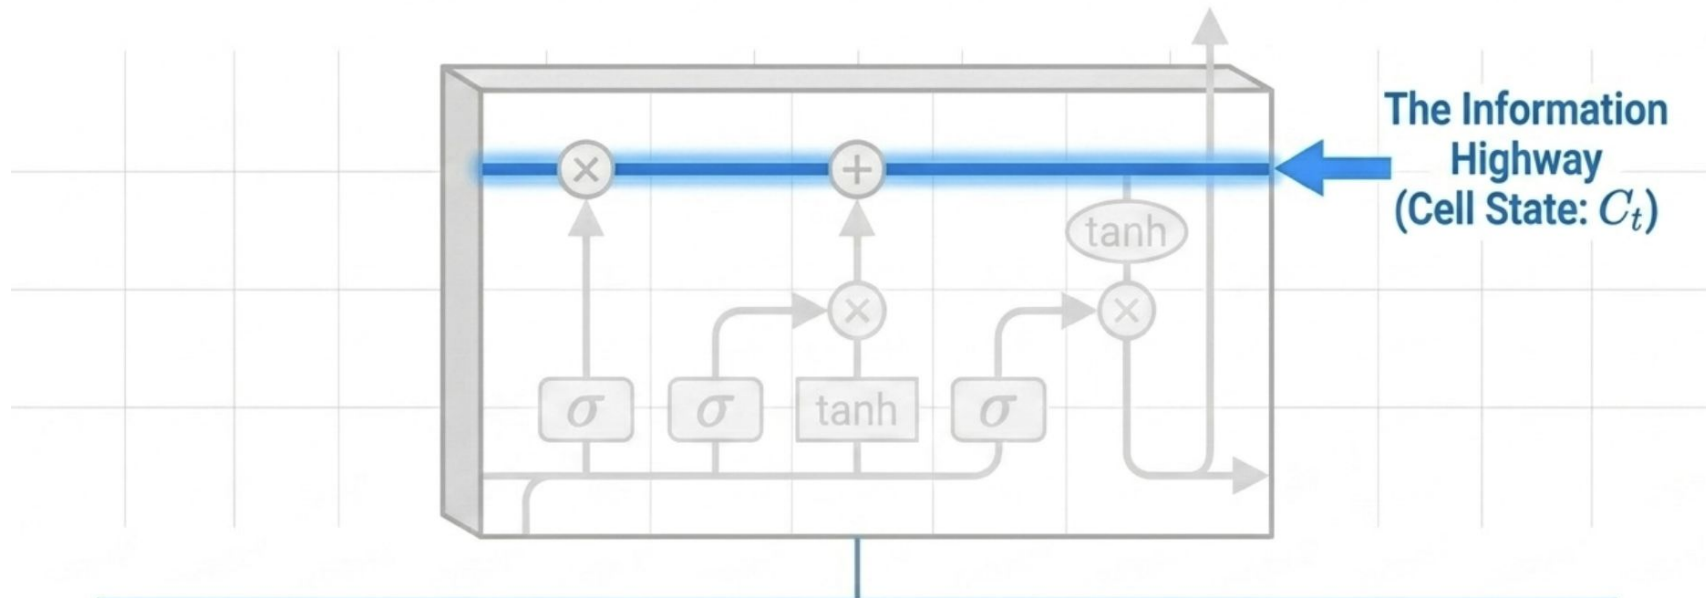 The Information
Highway
(Cell State: Cₜ)
×
+
tanh
×
×
σ
σ
tanh
σ